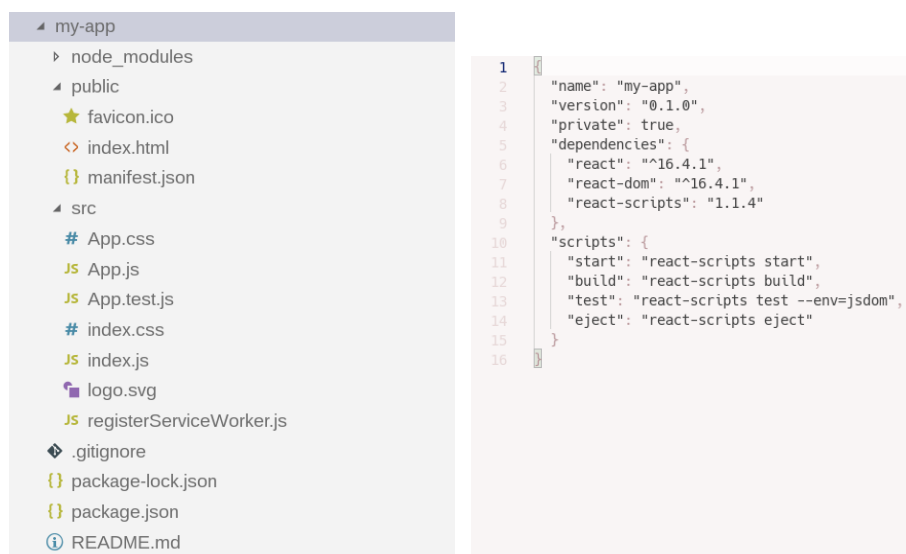 my-app
node_modules
public
favicon.ico
index.html
manifest.json
src
App.css
App.js
App.test.js
index.css
index.js
logo.svg
registerServiceWorker.js
.gitignore
package-lock.json
package.json
README.md
1 {
2 "name": "my-app",
3 "version": "0.1.0",
4 "private": true,
5 "dependencies": {
6 "react": "^16.4.1",
7 "react-dom": "^16.4.1",
8 "react-scripts": "1.1.4"
9 },
10 "scripts": {
11 "start": "react-scripts start",
12 "build": "react-scripts build",
13 "test": "react-scripts test --env=jsdom",
14 "eject": "react-scripts eject"
15 }
16 }